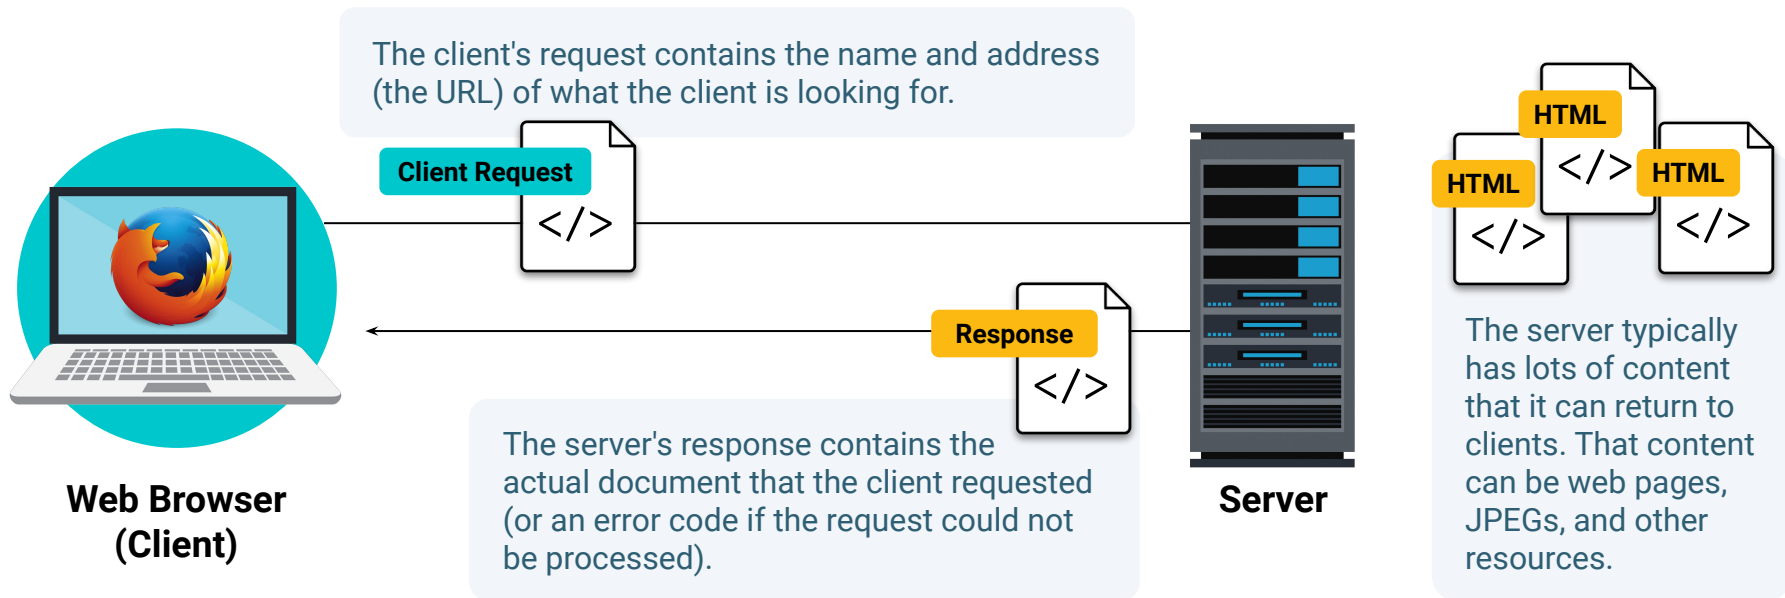 The client's request contains the name and address
(the URL) of what the client is looking for.
Client Request
</>
Web Browser
(Client)
Response
</>
The server's response contains the
actual document that the client requested
(or an error code if the request could not
be processed).
Server
HTML
</>
HTML
</>
HTML
</>
The server typically
has lots of content
that it can return to
clients. That content
can be web pages,
JPEGs, and other
resources.